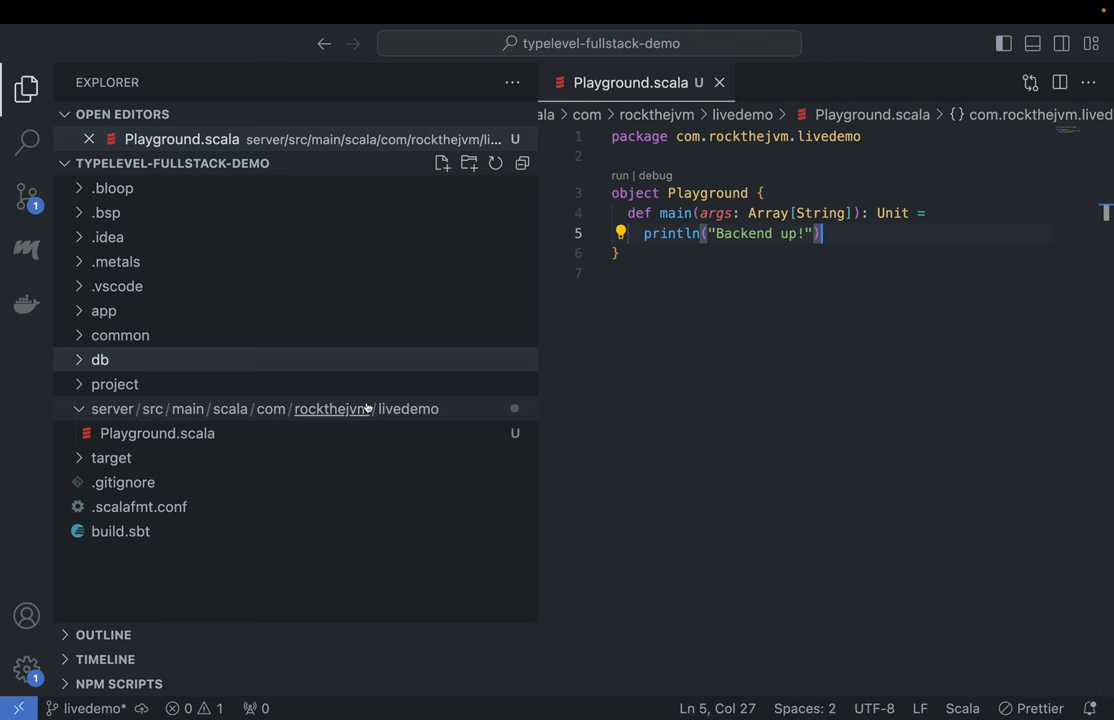 typelevel-fullstack-demo
EXPLORER
OPEN EDITORS
Playground.scala server/src/main/scala/com/rockthejvm/li... U
TYPELEVEL-FULLSTACK-DEMO
.bloop
.bsp
.idea
.metals
.vscode
app
common
db
project
server/src/main/scala/com/rockthejvm/livedemo
Playground.scala U
target
.gitignore
.scalafmt.conf
build.sbt
OUTLINE
TIMELINE
NPM SCRIPTS
1
1
Playground.scala U
ala > com > rockthejvm > livedemo > Playground.scala > {} com.rockthejvm.lived
1 package com.rockthejvm.livedemo
2
run | debug
3 object Playground {
4 def main(args: Array[String]): Unit =
5 println("Backend up!")
6 }
7
livedemo* 0 1 0 Ln 5, Col 27 Spaces: 2 UTF-8 LF Scala Prettier